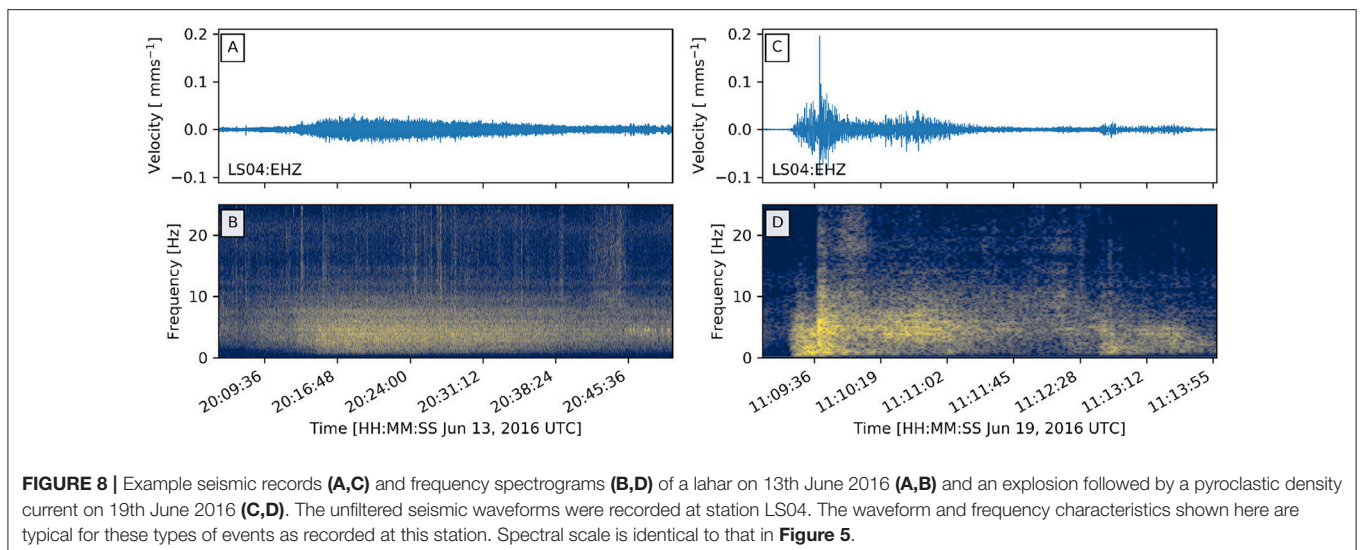 A
Velocity [ mms⁻¹
0.2
0.1
0.0
−0.1
LS04:EHZ
C
Velocity [ mms⁻¹
0.2
0.1
0.0
−0.1
LS04:EHZ
B
Frequency [Hz]
20
10
0
20:09:36
20:16:48
20:24:00
20:31:12
20:38:24
20:45:36
Time [HH:MM:SS Jun 13, 2016 UTC]
D
Frequency [Hz]
20
10
0
11:09:36
11:10:19
11:11:02
11:11:45
11:12:28
11:13:12
11:13:55
Time [HH:MM:SS Jun 19, 2016 UTC]
FIGURE 8 | Example seismic records (A,C) and frequency spectrograms (B,D) of a lahar on 13th June 2016 (A,B) and an explosion followed by a pyroclastic density
current on 19th June 2016 (C,D). The unfiltered seismic waveforms were recorded at station LS04. The waveform and frequency characteristics shown here are
typical for these types of events as recorded at this station. Spectral scale is identical to that in Figure 5.